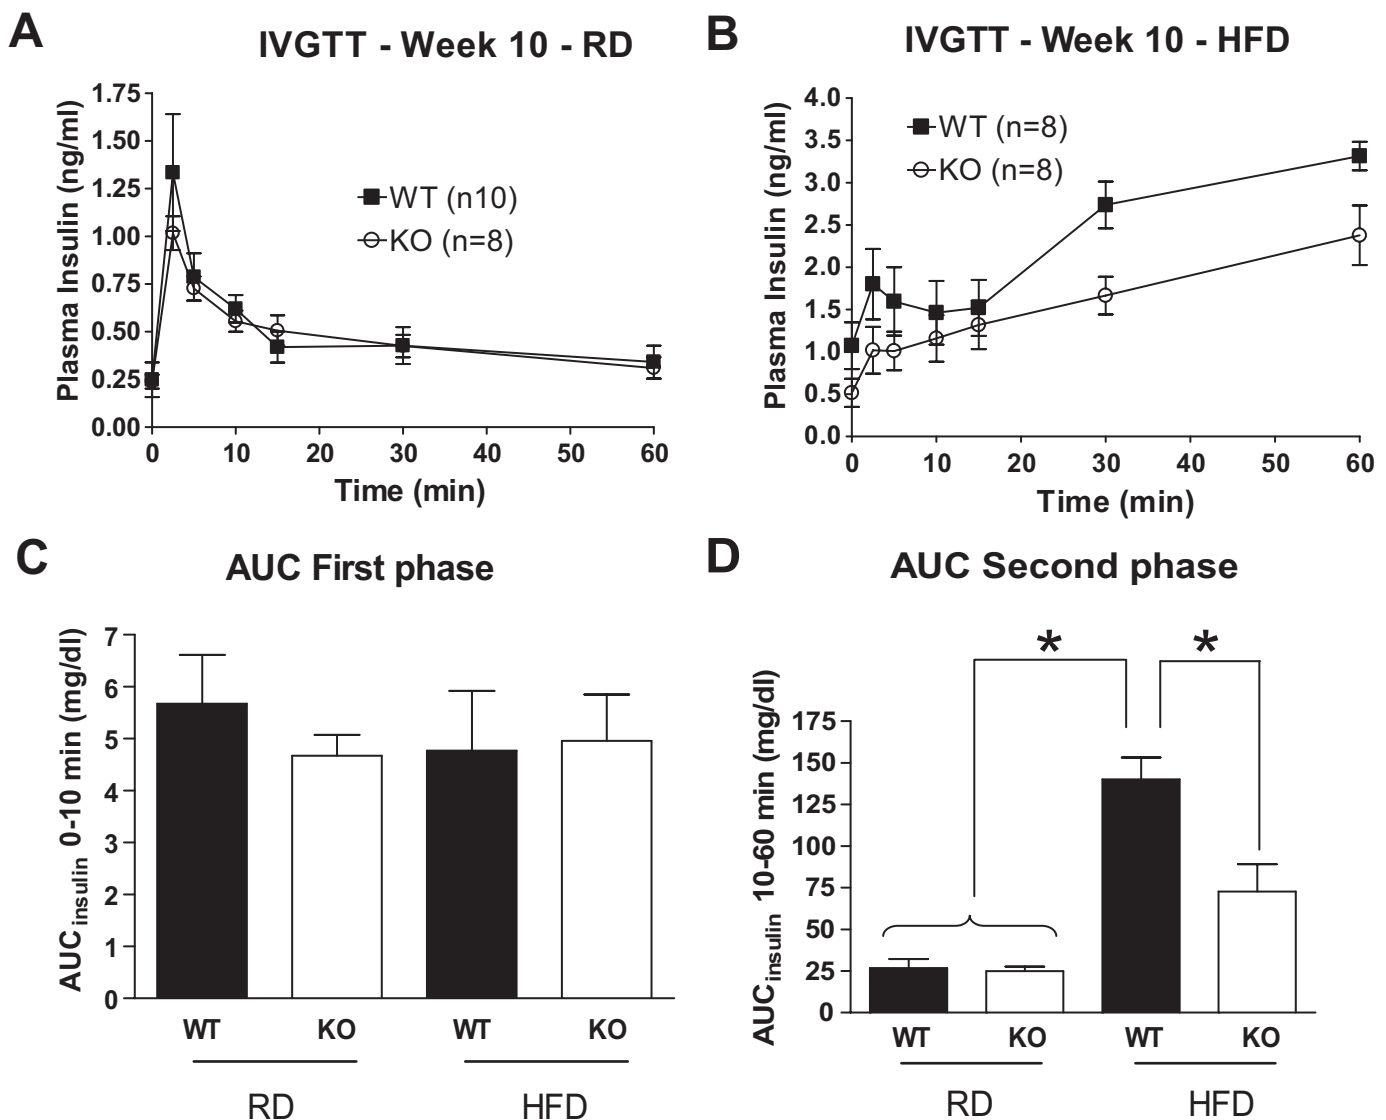 A
IVGTT - Week 10 - RD
Plasma Insulin (ng/ml)
1.75
1.50
1.25
1.00
0.75
0.50
0.25
0.00
WT (n10)
KO (n=8)
0 10 20 30 40 50 60
Time (min)
B
IVGTT - Week 10 - HFD
Plasma Insulin (ng/ml)
4.0
3.5
3.0
2.5
2.0
1.5
1.0
0.5
0.0
WT (n=8)
KO (n=8)
0 10 20 30 40 50 60
Time (min)
C
AUC First phase
AUCinsulin 0-10 min (mg/dl)
7
6
5
4
3
2
1
0
WT KO WT KO
RD HFD
D
AUC Second phase
AUCinsulin 10-60 min (mg/dl)
* *
175
150
125
100
75
50
25
0
WT KO WT KO
RD HFD